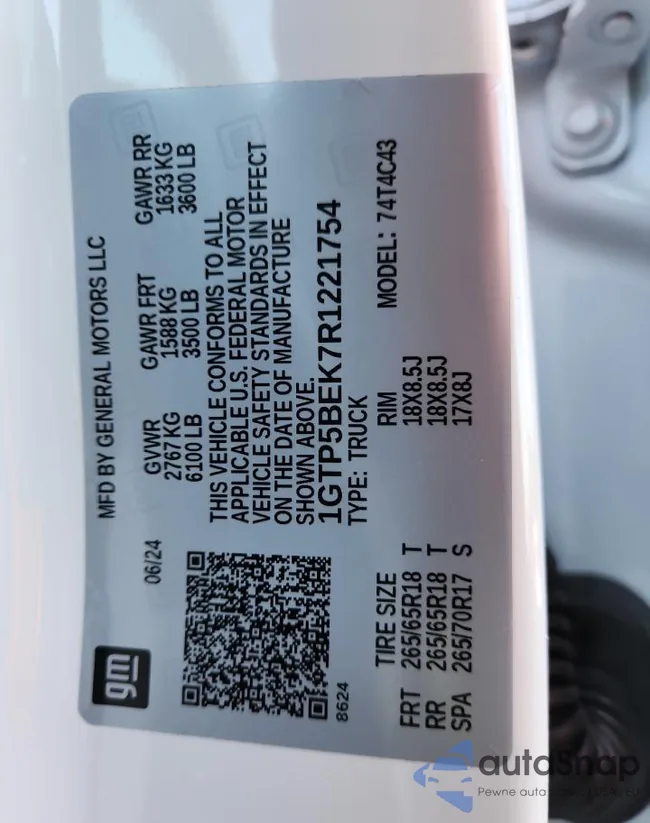 gm
MFD BY GENERAL MOTORS LLC
06/24
GVWR GAWR FRT GAWR RR
2767 KG 1588 KG 1633 KG
6100 LB 3500 LB 3600 LB
THIS VEHICLE CONFORMS TO ALL
APPLICABLE U.S. FEDERAL MOTOR
VEHICLE SAFETY STANDARDS IN EFFECT
ON THE DATE OF MANUFACTURE
SHOWN ABOVE.
1GTP5BEK7R1221754
8624
TYPE: TRUCK
TIRE SIZE RIM MODEL: 74T4C43
FRT 265/65R18 T 18X8.5J
RR 265/65R18 T 18X8.5J
SPA 265/70R17 S 17X8J
autoSnap
Pewne auta